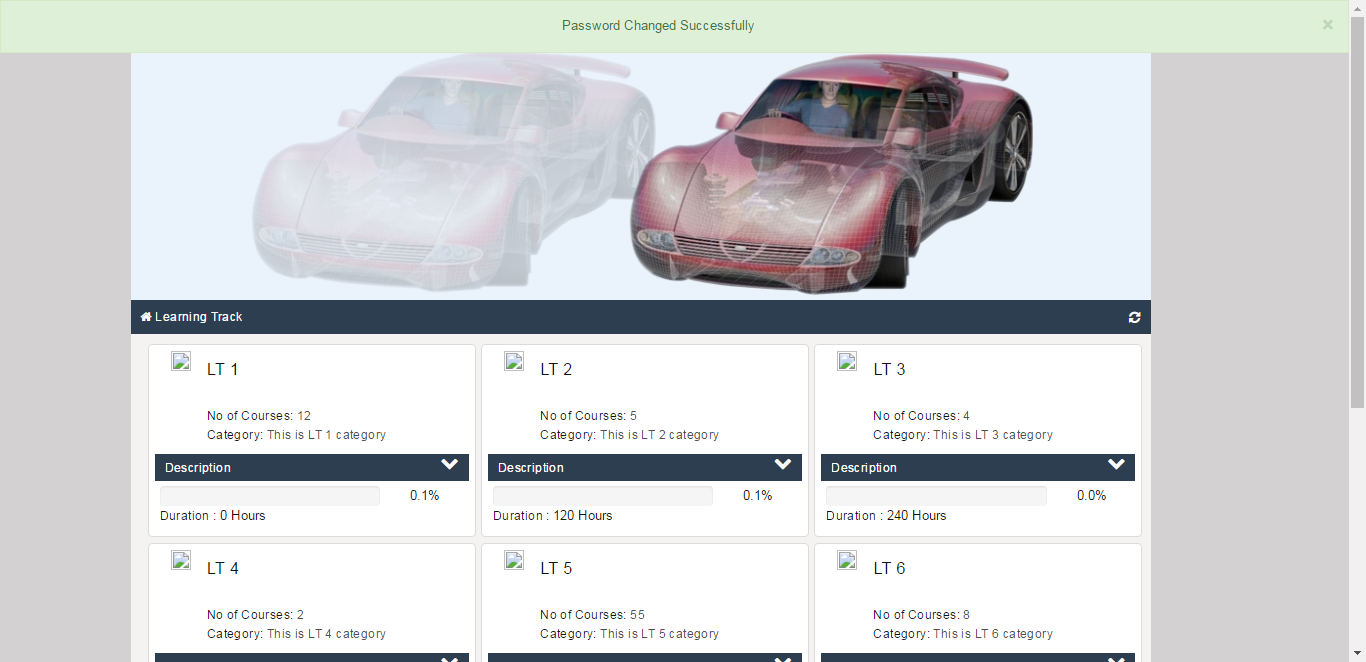 Password Changed Successfully ×
Learning Track
LT 1
No of Courses: 12
Category: This is LT 1 category
Description
0.1%
Duration : 0 Hours
LT 2
No of Courses: 5
Category: This is LT 2 category
Description
0.1%
Duration : 120 Hours
LT 3
No of Courses: 4
Category: This is LT 3 category
Description
0.0%
Duration : 240 Hours
LT 4
No of Courses: 2
Category: This is LT 4 category
LT 5
No of Courses: 55
Category: This is LT 5 category
LT 6
No of Courses: 8
Category: This is LT 6 category